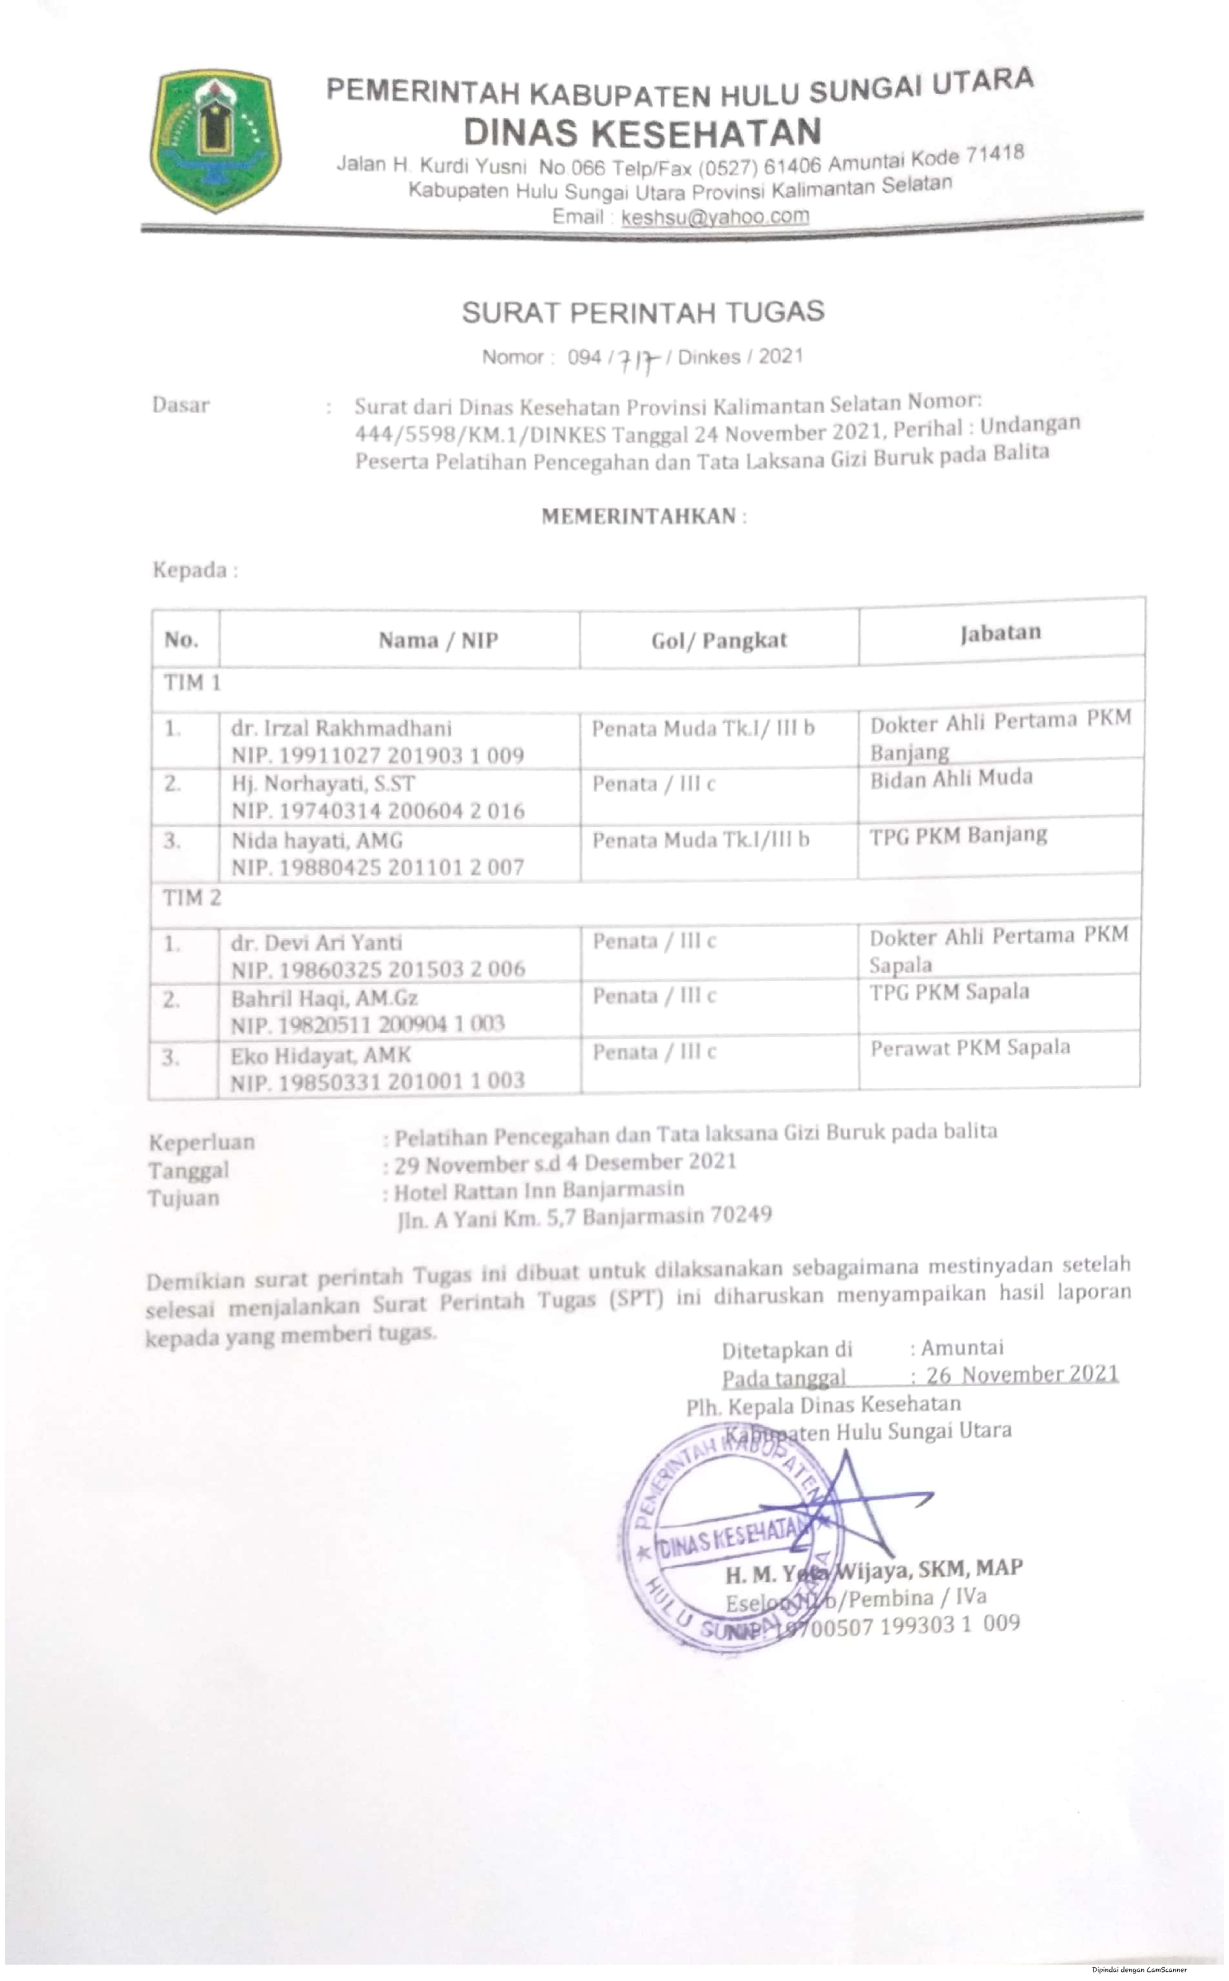 PEMERINTAH KABUPATEN HULU SUNGAI UTARA
DINAS KESEHATAN
Jalan H. Kurdi Yusni No.066 Telp/Fax (0527) 61406 Amuntai Kode 71418
Kabupaten Hulu Sungai Utara Provinsi Kalimantan Selatan
Email : keshsu@yahoo.com
SURAT PERINTAH TUGAS
Nomor : 094 / 717 / Dinkes / 2021
Dasar : Surat dari Dinas Kesehatan Provinsi Kalimantan Selatan Nomor:
444/5598/KM.1/DINKES Tanggal 24 November 2021, Perihal : Undangan
Peserta Pelatihan Pencegahan dan Tata Laksana Gizi Buruk pada Balita
MEMERINTAHKAN :
Kepada :
No. Nama / NIP Gol/ Pangkat Jabatan
TIM 1
1. dr. Irzal Rakhmadhani Penata Muda Tk.I/ III b Dokter Ahli Pertama PKM
NIP. 19911027 201903 1 009 Banjang
2. Hj. Norhayati, S.ST Penata / III c Bidan Ahli Muda
NIP. 19740314 200604 2 016
3. Nida hayati, AMG Penata Muda Tk.I/III b TPG PKM Banjang
NIP. 19880425 201101 2 007
TIM 2
1. dr. Devi Ari Yanti Penata / III c Dokter Ahli Pertama PKM
NIP. 19860325 201503 2 006 Sapala
2. Bahril Haqi, AM.Gz Penata / III c TPG PKM Sapala
NIP. 19820511 200904 1 003
3. Eko Hidayat, AMK Penata / III c Perawat PKM Sapala
NIP. 19850331 201001 1 003
Keperluan : Pelatihan Pencegahan dan Tata laksana Gizi Buruk pada balita
Tanggal : 29 November s.d 4 Desember 2021
Tujuan : Hotel Rattan Inn Banjarmasin
Jln. A Yani Km. 5,7 Banjarmasin 70249
Demikian surat perintah Tugas ini dibuat untuk dilaksanakan sebagaimana mestinyadan setelah
selesai menjalankan Surat Perintah Tugas (SPT) ini diharuskan menyampaikan hasil laporan
kepada yang memberi tugas.
Ditetapkan di : Amuntai
Pada tanggal : 26 November 2021
Plh. Kepala Dinas Kesehatan
Kabupaten Hulu Sungai Utara
PEMERINTAH KABUPATEN
DINAS KESEHATAN
HULU SUNGAI UTARA
H. M. Yota Wijaya, SKM, MAP
Eselon III b/Pembina / IVa
NIP. 19700507 199303 1 009
Dipindai dengan CamScanner